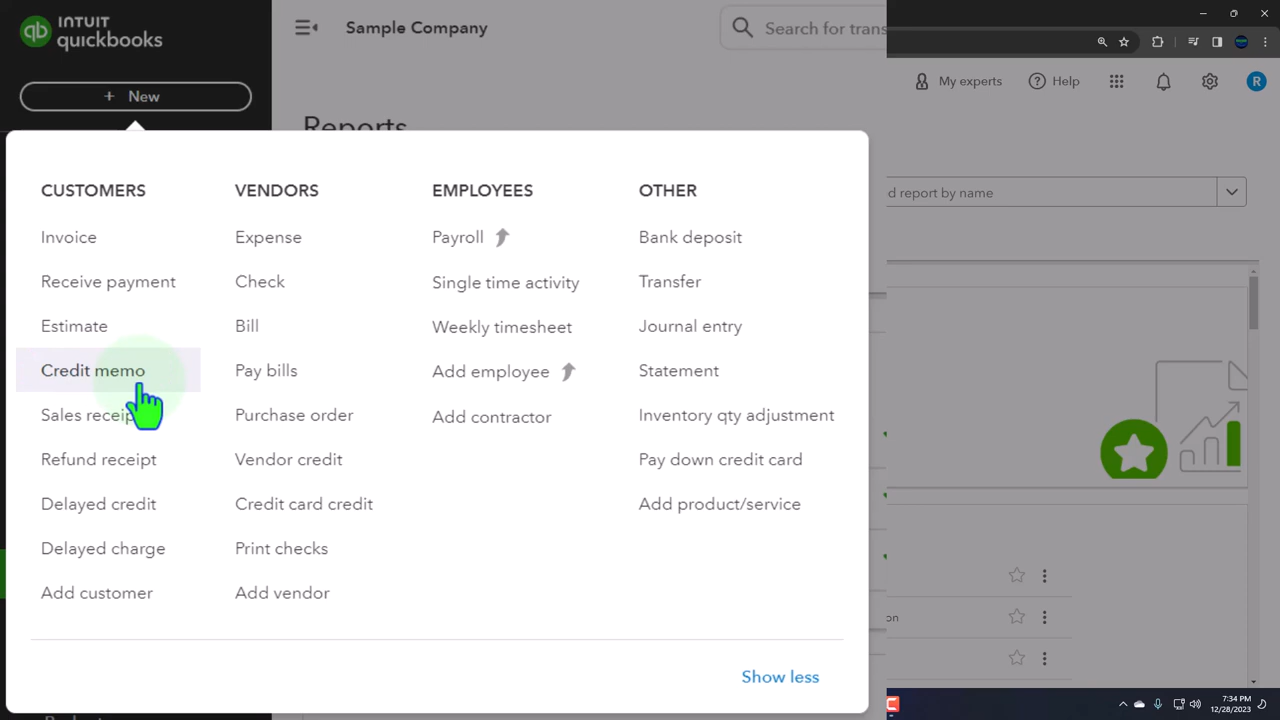 INTUIT
quickbooks
Sample Company
Search for trans
+ New
My experts
Help
R
Reports
CUSTOMERS
Invoice
Receive payment
Estimate
Credit memo
Sales receip
Refund receipt
Delayed credit
Delayed charge
Add customer
VENDORS
Expense
Check
Bill
Pay bills
Purchase order
Vendor credit
Credit card credit
Print checks
Add vendor
EMPLOYEES
Payroll
Single time activity
Weekly timesheet
Add employee
Add contractor
OTHER
Bank deposit
Transfer
Journal entry
Statement
Inventory qty adjustment
Pay down credit card
Add product/service
Show less
d report by name
on
7:34 PM
12/28/2023